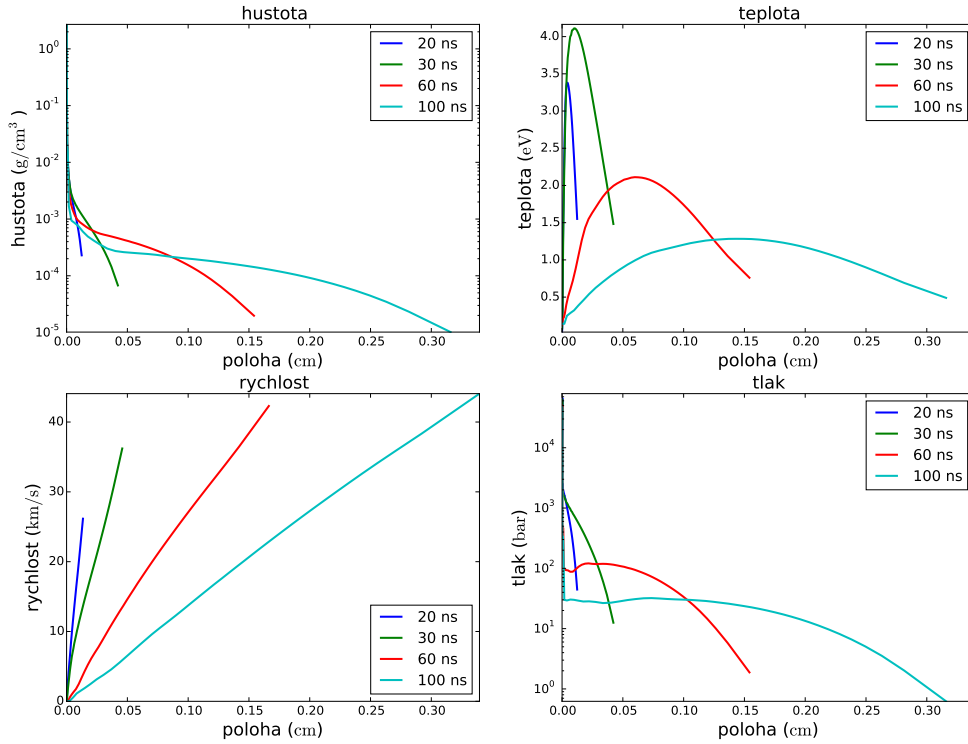 hustota
hustota (g/cm³)
10⁰
10⁻¹
10⁻²
10⁻³
10⁻⁴
10⁻⁵
20 ns
30 ns
60 ns
100 ns
0.00 0.05 0.10 0.15 0.20 0.25 0.30
poloha (cm)
teplota
teplota (eV)
4.0
3.5
3.0
2.5
2.0
1.5
1.0
0.5
20 ns
30 ns
60 ns
100 ns
0.00 0.05 0.10 0.15 0.20 0.25 0.30
poloha (cm)
rychlost
rychlost (km/s)
40
30
20
10
0
20 ns
30 ns
60 ns
100 ns
0.00 0.05 0.10 0.15 0.20 0.25 0.30
poloha (cm)
tlak
tlak (bar)
10⁴
10³
10²
10¹
10⁰
20 ns
30 ns
60 ns
100 ns
0.00 0.05 0.10 0.15 0.20 0.25 0.30
poloha (cm)